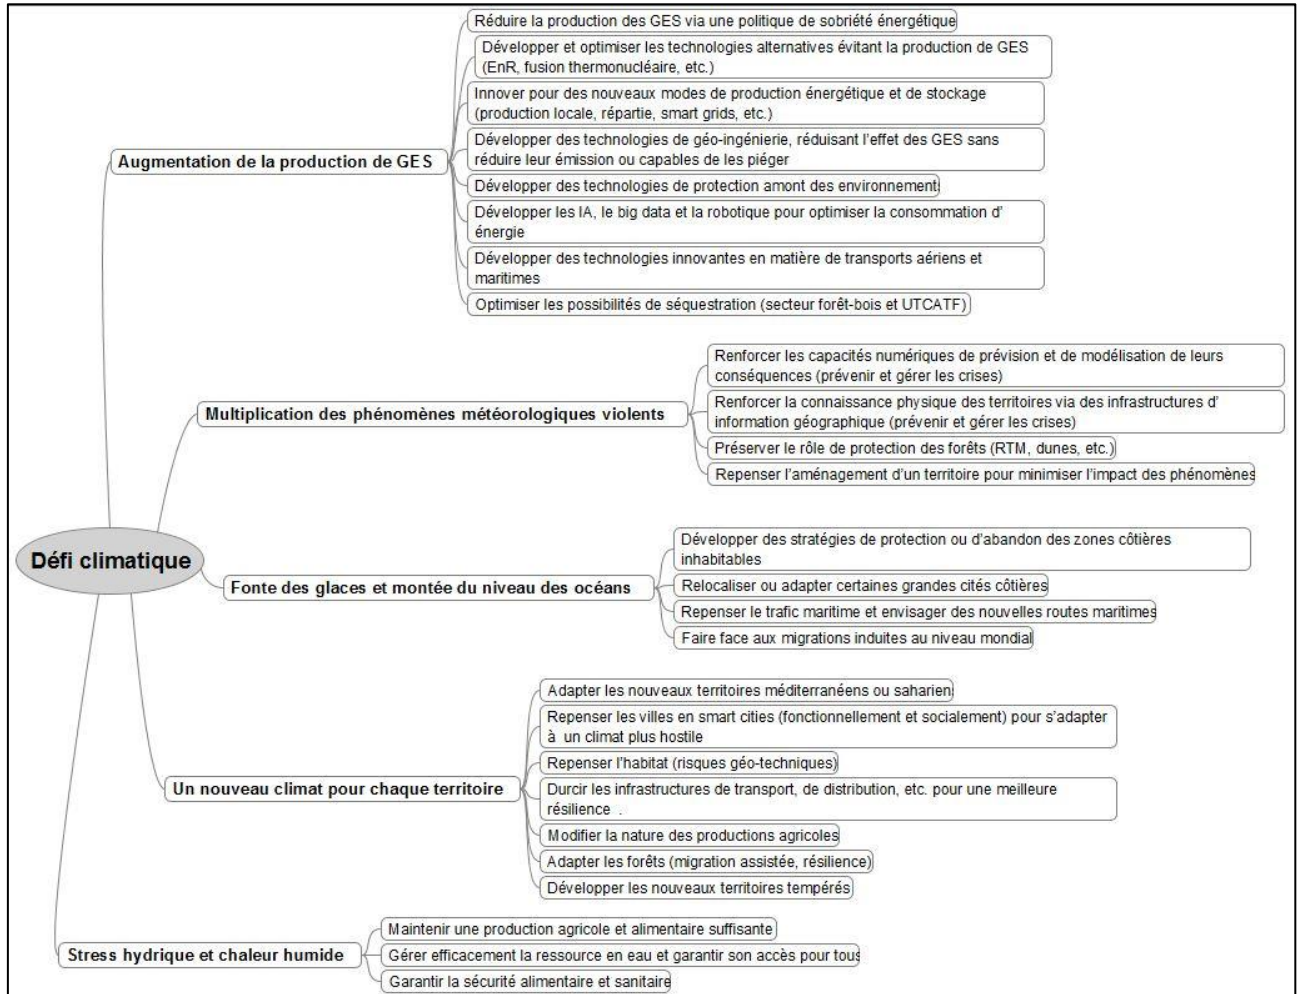 Défi climatique
Augmentation de la production de GES
Réduire la production des GES via une politique de sobriété énergétique
Développer et optimiser les technologies alternatives évitant la production de GES
(EnR, fusion thermonucléaire, etc.)
Innover pour des nouveaux modes de production énergétique et de stockage
(production locale, répartie, smart grids, etc.)
Développer des technologies de géo-ingénierie, réduisant l'effet des GES sans
réduire leur émission ou capables de les piéger
Développer des technologies de protection amont des environnements
Développer les IA, le big data et la robotique pour optimiser la consommation d'
énergie
Développer des technologies innovantes en matière de transports aériens et
maritimes
Optimiser les possibilités de séquestration (secteur forêt-bois et UTCATF)
Multiplication des phénomènes météorologiques violents
Renforcer les capacités numériques de prévision et de modélisation de leurs
conséquences (prévenir et gérer les crises)
Renforcer la connaissance physique des territoires via des infrastructures d'
information géographique (prévenir et gérer les crises)
Préserver le rôle de protection des forêts (RTM, dunes, etc.)
Repenser l'aménagement d'un territoire pour minimiser l'impact des phénomènes
Fonte des glaces et montée du niveau des océans
Développer des stratégies de protection ou d'abandon des zones côtières
inhabitables
Relocaliser ou adapter certaines grandes cités côtières
Repenser le trafic maritime et envisager des nouvelles routes maritimes
Faire face aux migrations induites au niveau mondial
Un nouveau climat pour chaque territoire
Adapter les nouveaux territoires méditerranéens ou sahariens
Repenser les villes en smart cities (fonctionnellement et socialement) pour s'adapter
à un climat plus hostile
Repenser l'habitat (risques géo-techniques)
Durcir les infrastructures de transport, de distribution, etc. pour une meilleure
résilience .
Modifier la nature des productions agricoles
Adapter les forêts (migration assistée, résilience)
Développer les nouveaux territoires tempérés
Stress hydrique et chaleur humide
Maintenir une production agricole et alimentaire suffisante
Gérer efficacement la ressource en eau et garantir son accès pour tous
Garantir la sécurité alimentaire et sanitaire